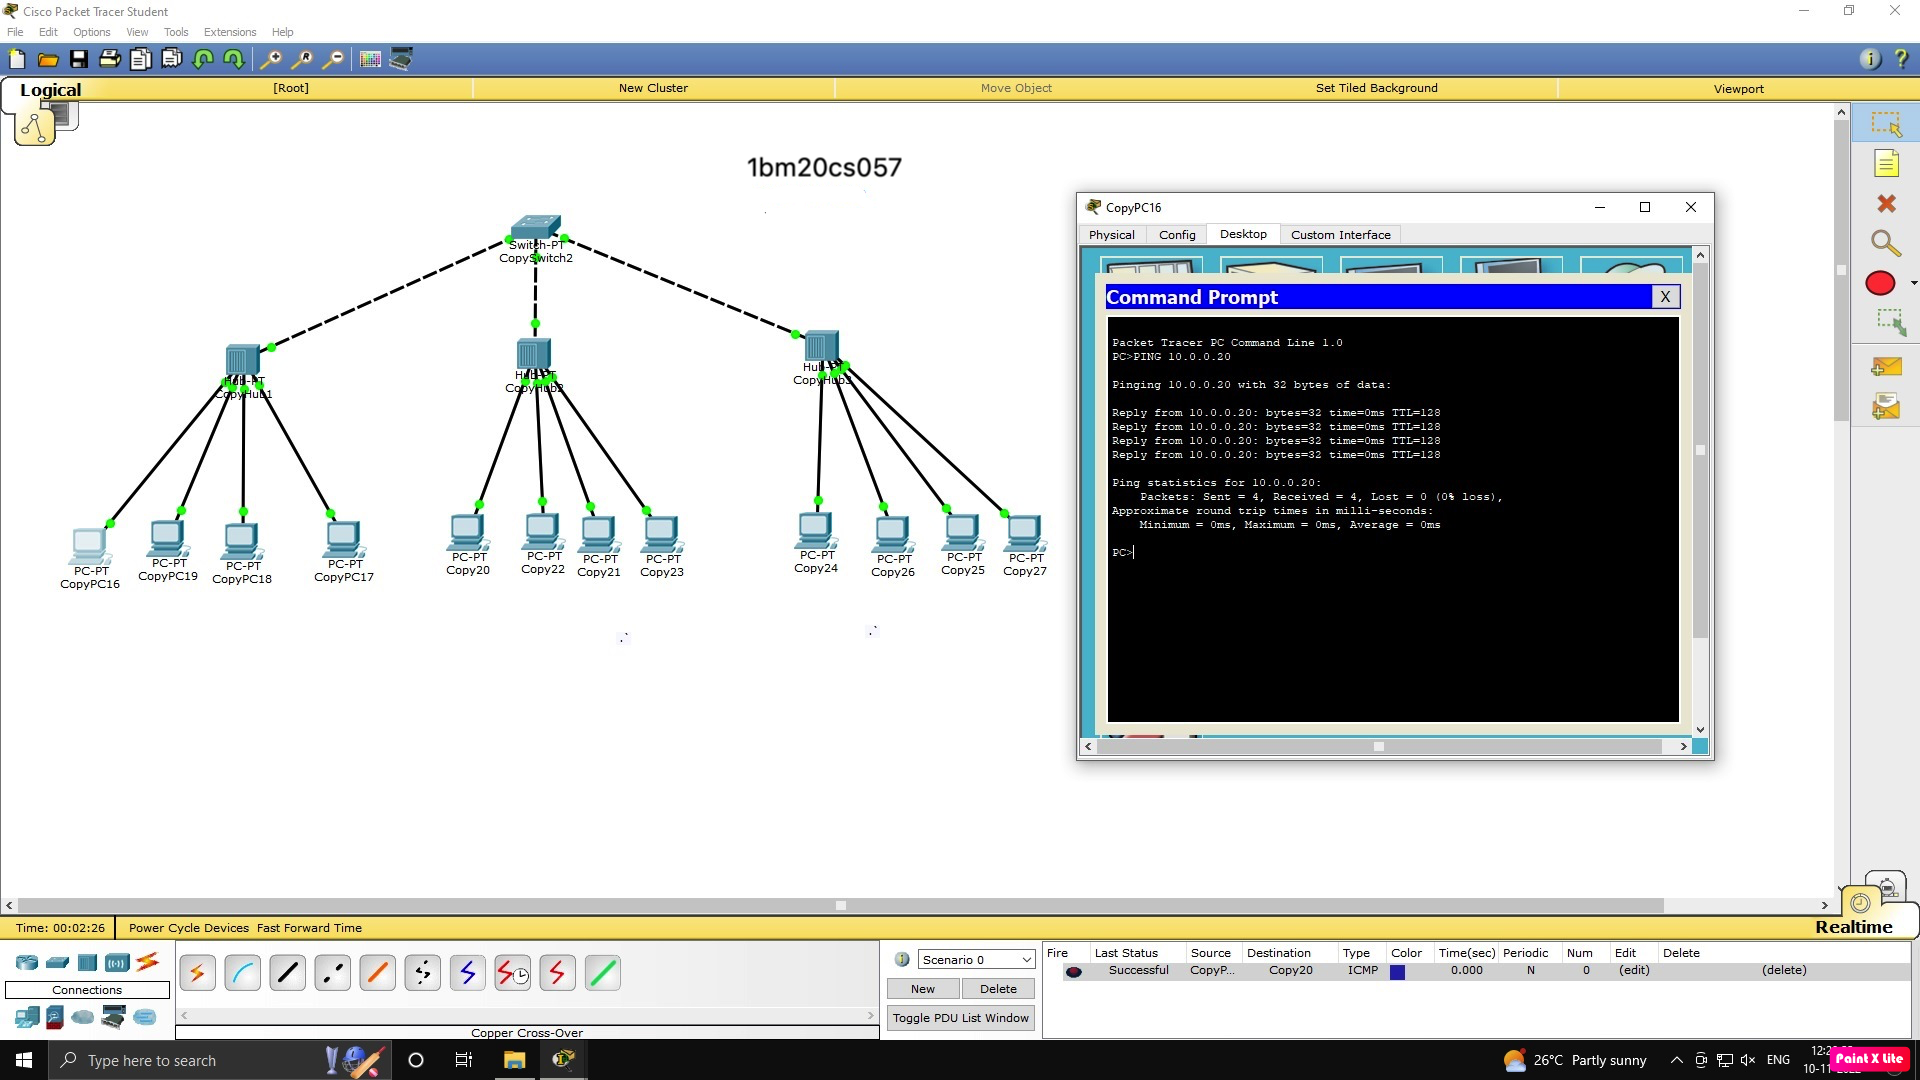 Cisco Packet Tracer Student
File Edit Options View Tools Extensions Help
Logical [Root] New Cluster Move Object Set Tiled Background Viewport
1bm20cs057
Switch-PT
CopySwitch2
Hub-PT
CopyHub1
Hub-PT
CopyHub2
Hub-PT
CopyHub3
PC-PT
CopyPC16
PC-PT
CopyPC19
PC-PT
CopyPC18
PC-PT
CopyPC17
PC-PT
Copy20
PC-PT
Copy22
PC-PT
Copy21
PC-PT
Copy23
PC-PT
Copy24
PC-PT
Copy26
PC-PT
Copy25
PC-PT
Copy27
CopyPC16
Physical Config Desktop Custom Interface
Command Prompt X
Packet Tracer PC Command Line 1.0
PC>PING 10.0.0.20
Pinging 10.0.0.20 with 32 bytes of data:
Reply from 10.0.0.20: bytes=32 time=0ms TTL=128
Reply from 10.0.0.20: bytes=32 time=0ms TTL=128
Reply from 10.0.0.20: bytes=32 time=0ms TTL=128
Reply from 10.0.0.20: bytes=32 time=0ms TTL=128
Ping statistics for 10.0.0.20:
Packets: Sent = 4, Received = 4, Lost = 0 (0% loss),
Approximate round trip times in milli-seconds:
Minimum = 0ms, Maximum = 0ms, Average = 0ms
PC>
Time: 00:02:26 Power Cycle Devices Fast Forward Time
Realtime
Connections
Copper Cross-Over
Scenario 0
New Delete
Toggle PDU List Window
Fire Last Status Source Destination Type Color Time(sec) Periodic Num Edit Delete
Successful CopyP... Copy20 ICMP 0.000 N 0 (edit) (delete)
Type here to search
26°C Partly sunny
ENG
Paint X Lite